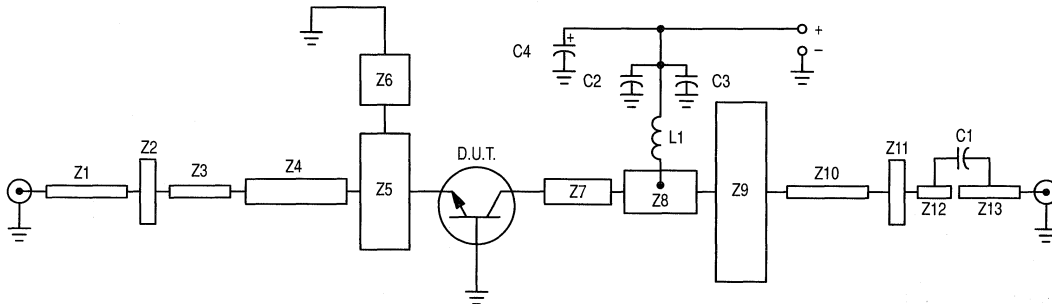 C4
+
+
−
C2
C3
Z6
L1
D.U.T.
Z1
Z2
Z3
Z4
Z5
Z7
Z8
Z9
Z10
Z11
C1
Z12
Z13